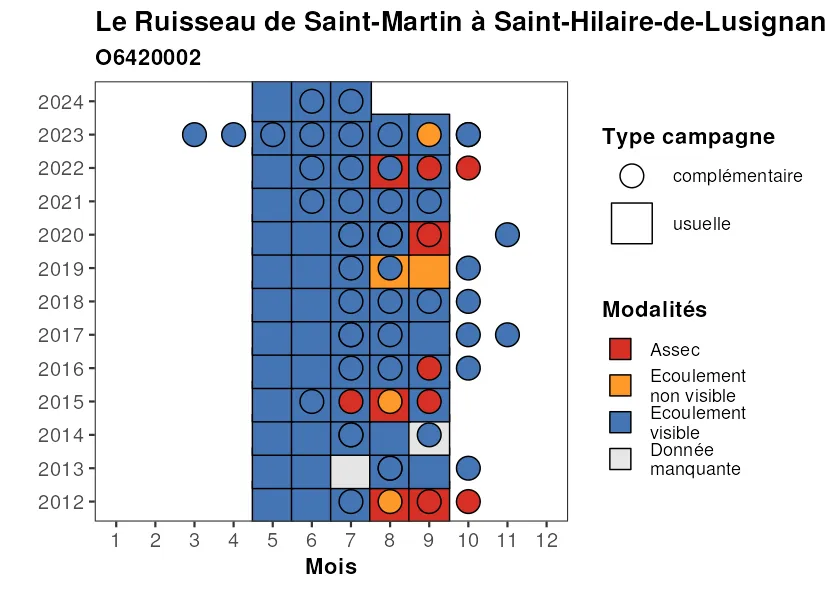 Le Ruisseau de Saint-Martin à Saint-Hilaire-de-Lusignan
O6420002
2024
2023
2022
2021
2020
2019
2018
2017
2016
2015
2014
2013
2012
1 2 3 4 5 6 7 8 9 10 11 12
Mois
Type campagne
complémentaire
usuelle
Modalités
Assec
Ecoulement
non visible
Ecoulement
visible
Donnée
manquante